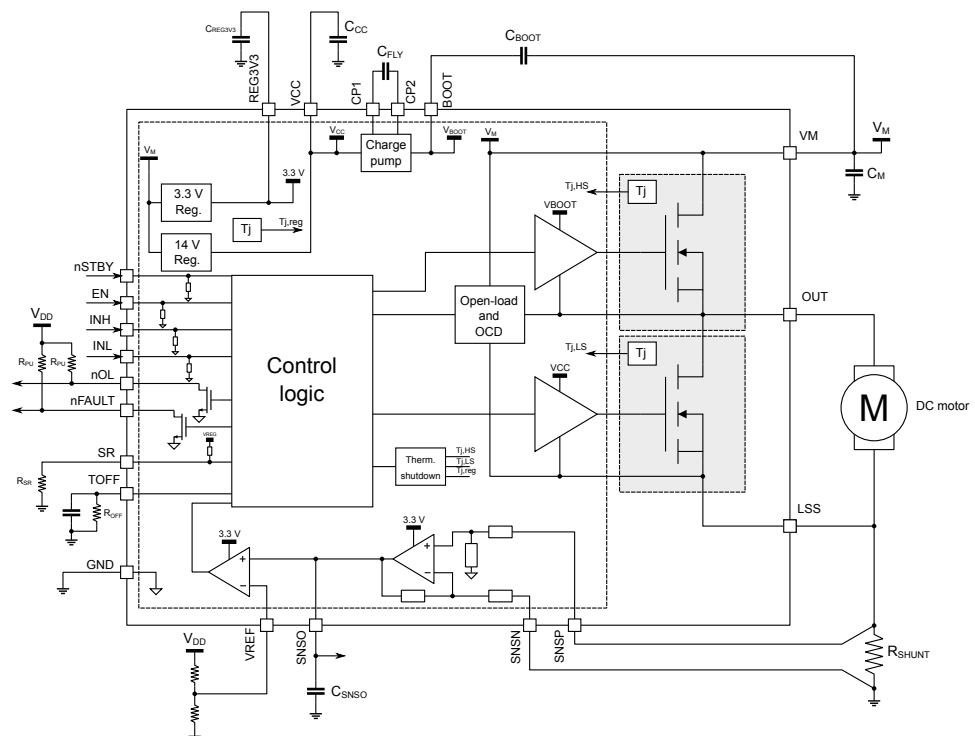 CREG3V3
CCC
CFLY
CBOOT
REG3V3
VCC
CP1
CP2
BOOT
VM
VM
CM
VM
VCC
Charge
pump
VBOOT
VM
3.3 V
Reg.
3.3 V
Tj
Tj,reg
14 V
Reg.
Tj,HS
Tj
VBOOT
nSTBY
EN
INH
INL
nOL
nFAULT
SR
TOFF
GND
VDD
RPU
RPU
RSR
ROFF
VREG
Control
logic
Open-load
and
OCD
OUT
Tj,LS
Tj
VCC
M
DC motor
Therm.
shutdown
Tj,HS
Tj,LS
Tj,reg
LSS
3.3 V
+
−
3.3 V
+
−
VREF
SNSO
SNSN
SNSP
VDD
CSNSO
RSHUNT